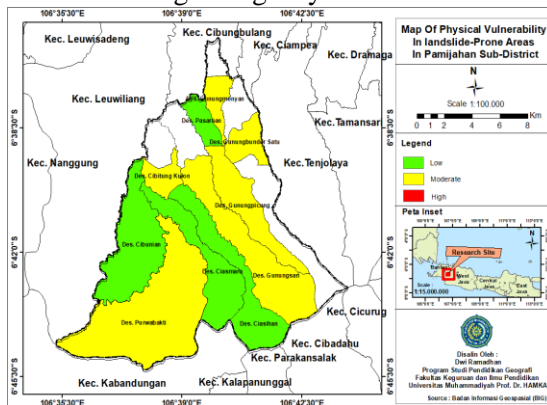 106°35'30"E 106°39'0"E 106°42'30"E
Kec. Leuwisadeng
Kec. Cibungbulang
Kec. Ciampea
Kec. Dramaga
Kec. Leuwiliang
Des. Pasarean
Kec. Tamansari
Des. Gunungbunder Satu
Kec. Nanggung
Kec. Tenjolaya
Des. Cibitung Kulon
Des. Gunungpicung
Des. Cibunian
Des. Ciasmara
Des. Gunungsari
Des. Purwabakti
Des. Ciasihan
Kec. Cicurug
Kec. Cibadahu
Kec. Parakansalak
Kec. Kabandungan
Kec. Kalapanunggal
6°38'30"S
6°42'0"S
6°45'30"S
106°35'30"E 106°39'0"E 106°42'30"E
Map Of Physical Vulnerability
In landslide-Prone Areas
In Pamijahan Sub-District
N
Scale 1:100.000
0 1 2 4 6 8
Km
Legend
Low
Moderate
High
Peta Inset
Research Site
N
West
Java
Central
Java
East
Java
Scale :
1:15.000.000
Disalin Oleh :
Dwi Ramadhan
Program Studi Pendidikan Geografi
Fakultas Keguruan dan Ilmu Pendidikan
Universitas Muhammadiyah Prof. Dr. HAMKA
Source : Badan Informasi Geospasial (BIG)